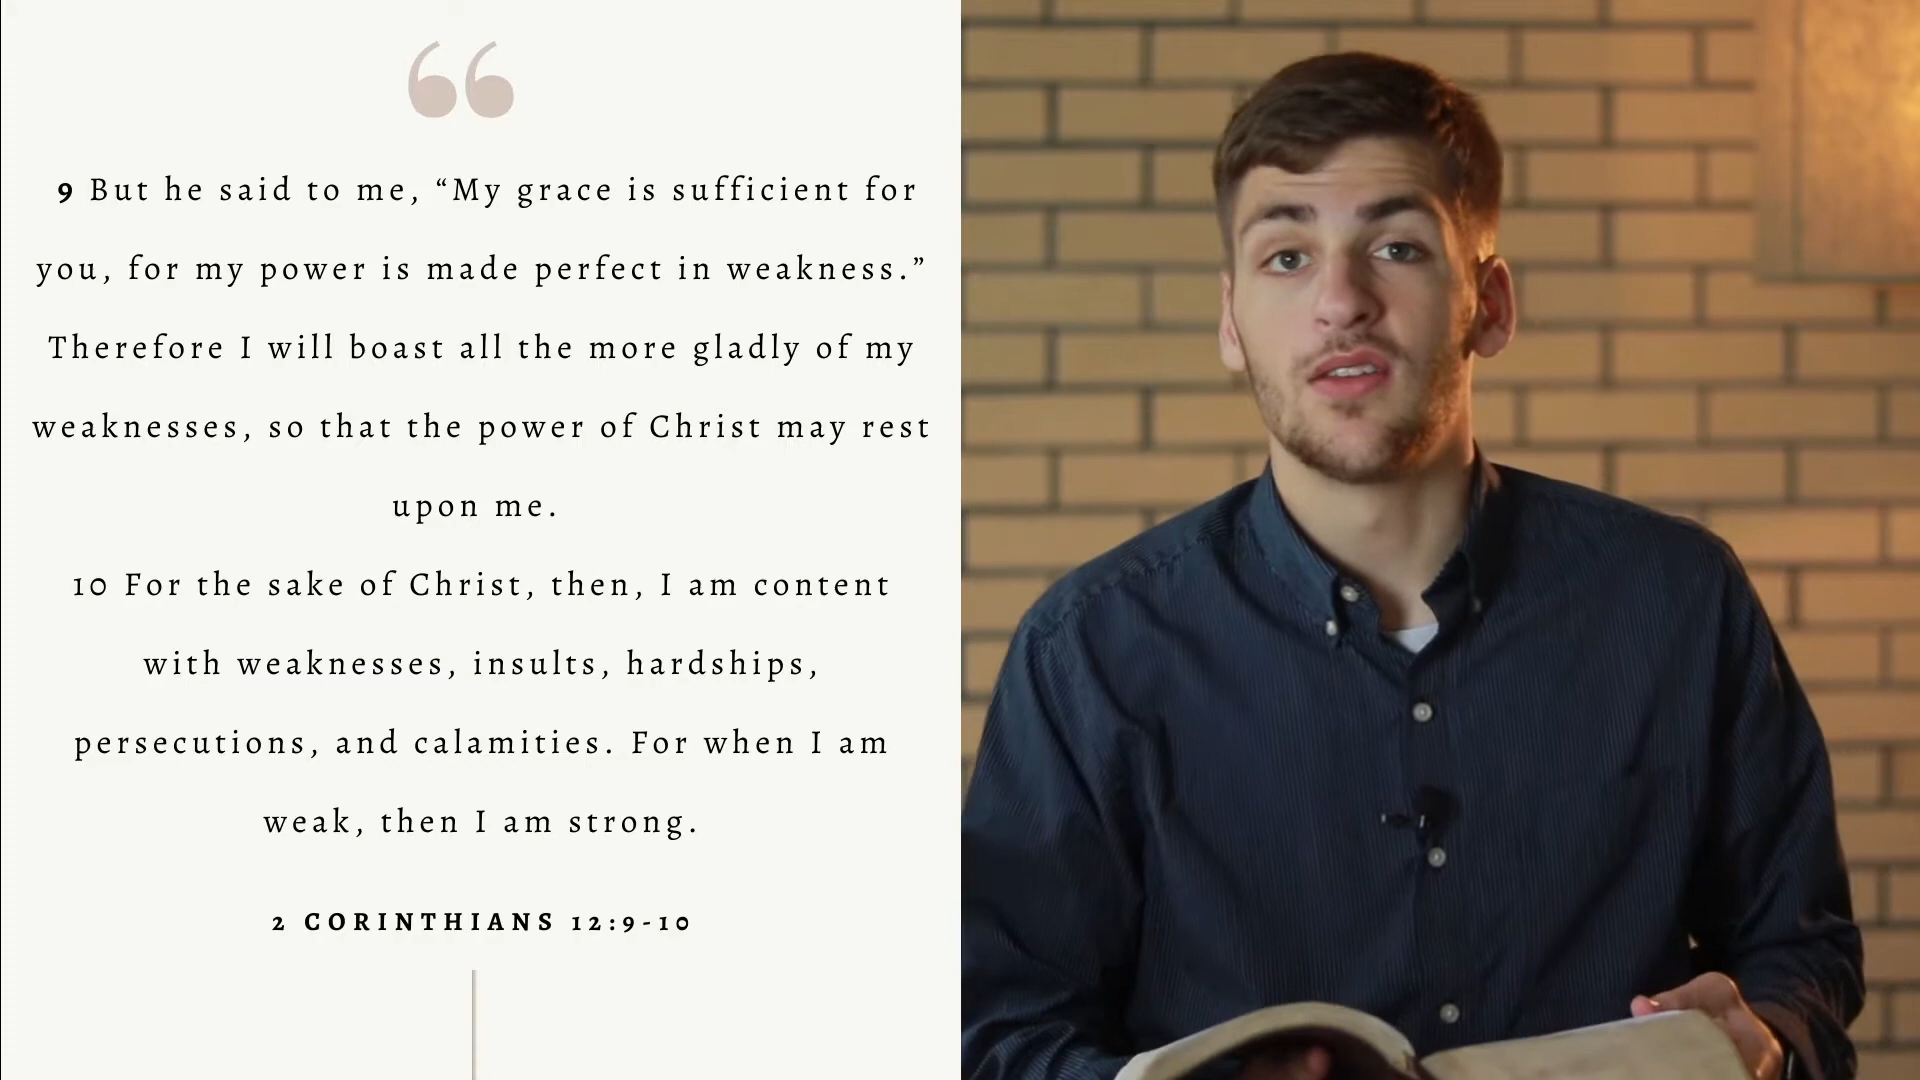 9 But he said to me, “My grace is sufficient for
you, for my power is made perfect in weakness.”
Therefore I will boast all the more gladly of my
weaknesses, so that the power of Christ may rest
upon me.
10 For the sake of Christ, then, I am content
with weaknesses, insults, hardships,
persecutions, and calamities. For when I am
weak, then I am strong.
2 CORINTHIANS 12:9-10